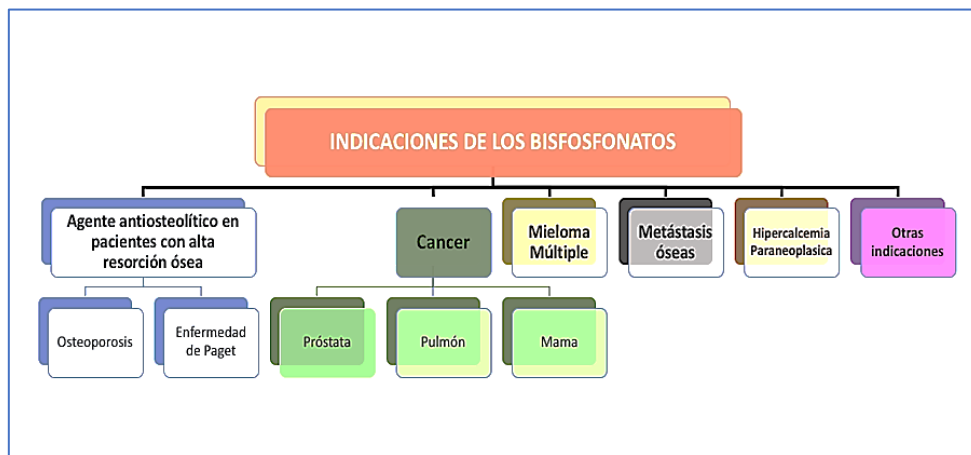 INDICACIONES DE LOS BISFOSFONATOS
Agente antiosteolítico en
pacientes con alta
resorción ósea
Cancer
Mieloma
Múltiple
Metástasis
óseas
Hipercalcemia
Paraneoplasica
Otras
indicaciones
Osteoporosis
Enfermedad
de Paget
Próstata
Pulmón
Mama